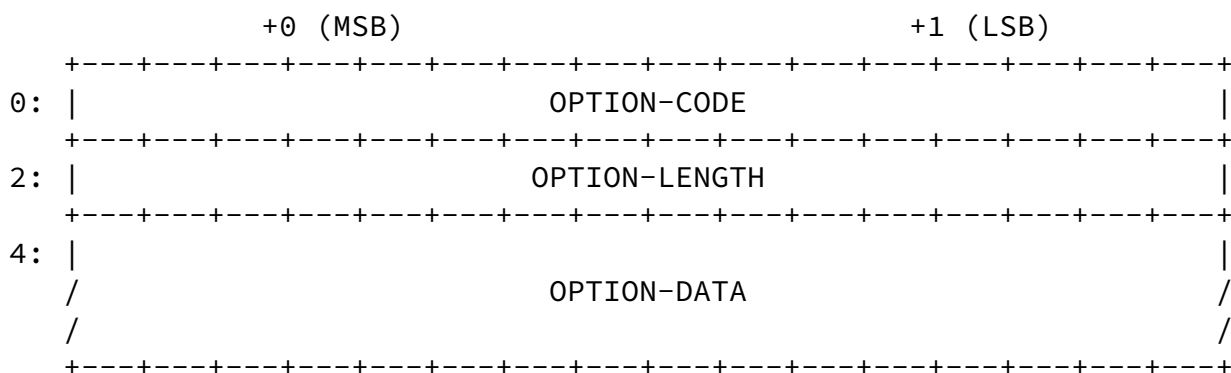 +0 (MSB)                            +1 (LSB)
   +---+---+---+---+---+---+---+---+---+---+---+---+---+---+---+---+
0: |                          OPTION-CODE                          |
   +---+---+---+---+---+---+---+---+---+---+---+---+---+---+---+---+
2: |                         OPTION-LENGTH                         |
   +---+---+---+---+---+---+---+---+---+---+---+---+---+---+---+---+
4: |                                                               |
   /                          OPTION-DATA                          /
   /                                                               /
   +---+---+---+---+---+---+---+---+---+---+---+---+---+---+---+---+